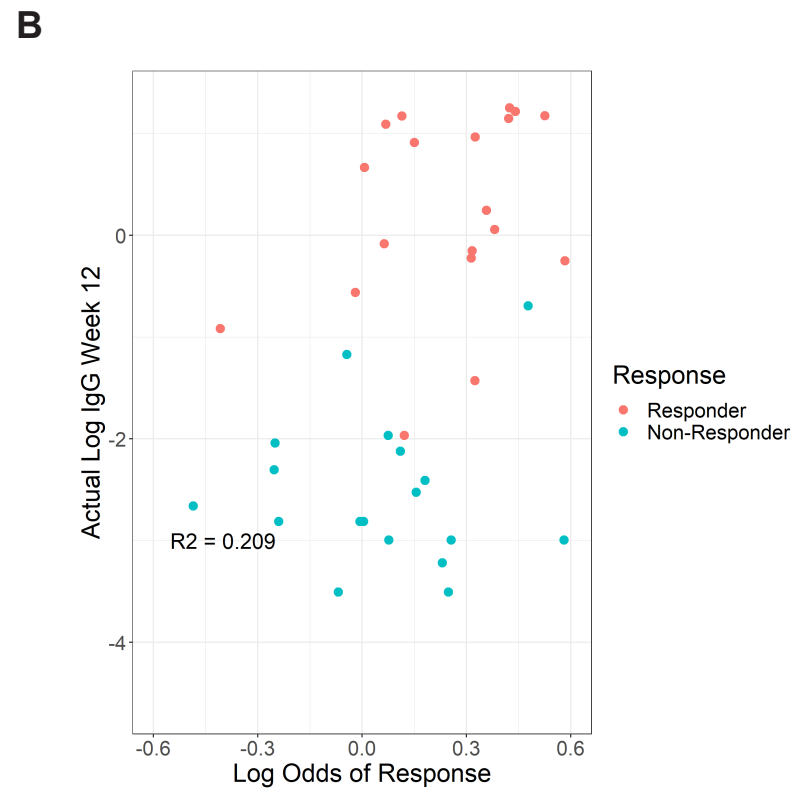 B
0
-2
-4
Actual Log IgG Week 12
R2 = 0.209
-0.6 -0.3 0.0 0.3 0.6
Log Odds of Response
Response
Responder
Non-Responder